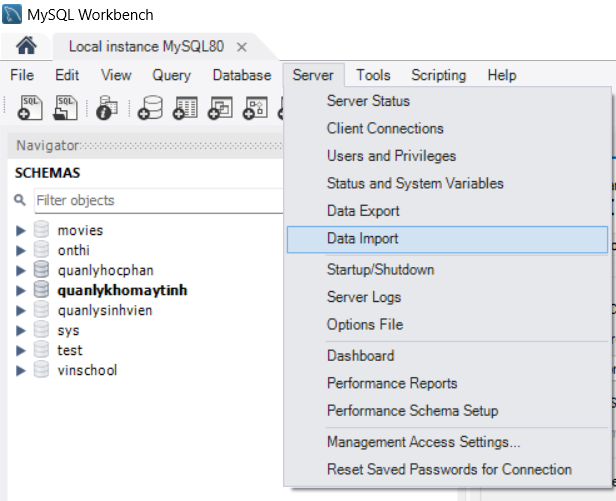 MySQL Workbench
Local instance MySQL80
File Edit View Query Database Server Tools Scripting Help
SQL SQL
Navigator
SCHEMAS
Filter objects
movies
onthi
quanlyhocphan
quanlykhomaytinh
quanlysinhvien
sys
test
vinschool
Server Status
Client Connections
Users and Privileges
Status and System Variables
Data Export
Data Import
Startup/Shutdown
Server Logs
Options File
Dashboard
Performance Reports
Performance Schema Setup
Management Access Settings...
Reset Saved Passwords for Connection